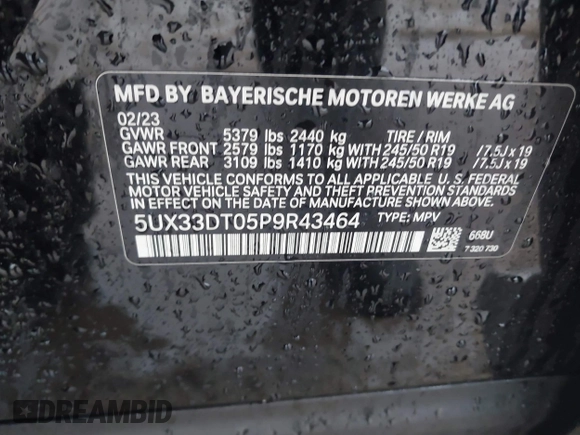 MFD BY BAYERISCHE MOTOREN WERKE AG
02/23
GVWR 5379 lbs 2440 kg TIRE / RIM
GAWR FRONT 2579 lbs 1170 kg WITH 245/50 R19 /7.5J x 19
GAWR REAR 3109 lbs 1410 kg WITH 245/50 R19 /7.5J x 19
THIS VEHICLE CONFORMS TO ALL APPLICABLE U.S. FEDERAL
MOTOR VEHICLE SAFETY AND THEFT PREVENTION STANDARDS
IN EFFECT ON THE DATE OF MANUFACTURE SHOWN ABOVE.
5UX33DT05P9R43464 TYPE: MPV
668U
7 320 730
DREAMBID